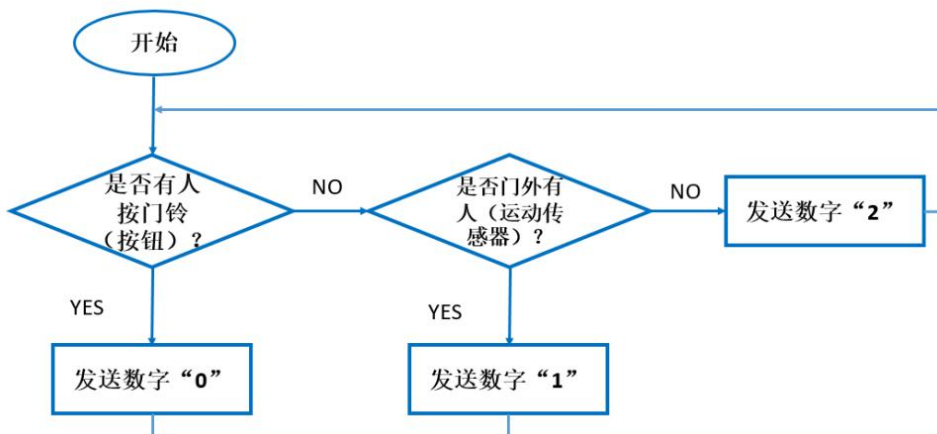 开始
是否有人
按门铃
（按钮）？
NO
是否门外有
人（运动传
感器）？
NO
发送数字“2”
YES
YES
发送数字“0”
发送数字“1”